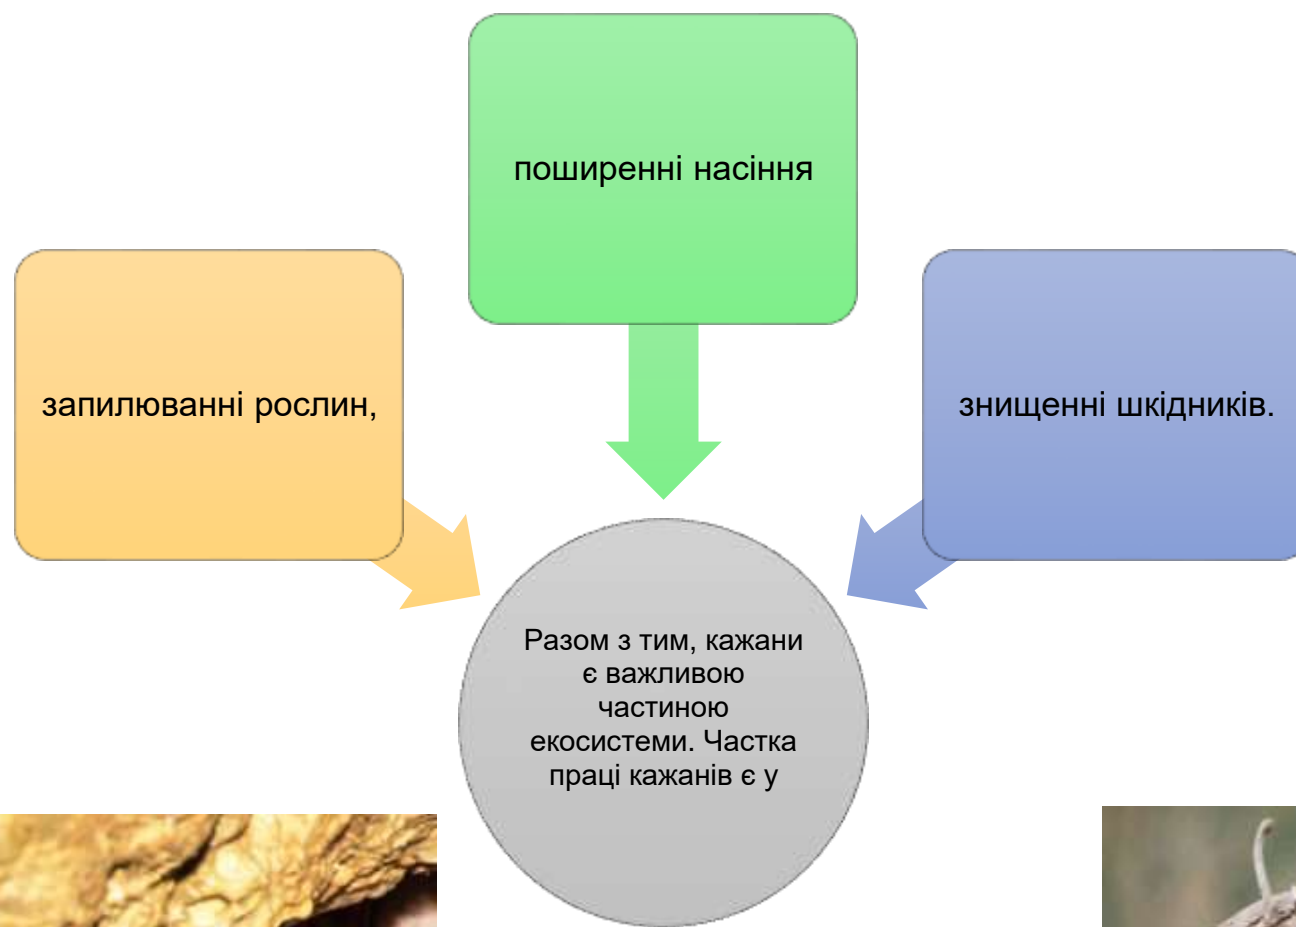 поширенні насіння
запилюванні рослин,
знищенні шкідників.
Разом з тим, кажани
є важливою
частиною
екосистеми. Частка
праці кажанів є у